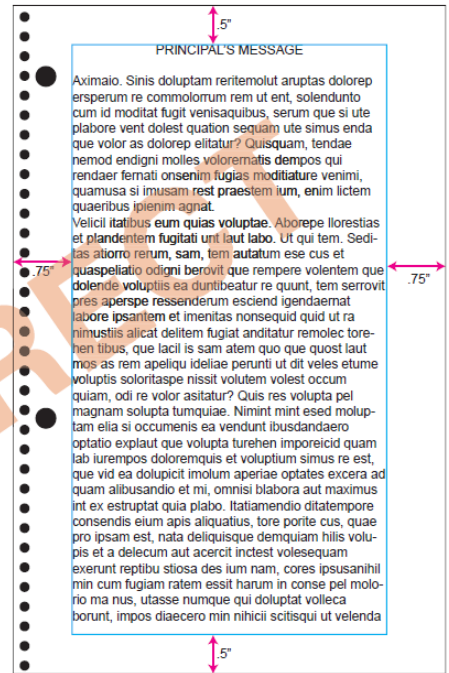 .5"
PRINCIPAL'S MESSAGE
Aximaio. Sinis doluptam reritemolut aruptas dolorep
ersperum re commolorrum rem ut ent, solendunto
cum id moditat fugit venisaquibus, serum que si ute
plabore vent dolest quation sequam ute simus enda
que volor as dolorep elitatur? Quisquam, tendae
nemod endigni molles volorematis dempos qui
rendaer fernati onsenim fugias moditiature venimi,
quamusa si imusam rest praestem ium, enim lictem
quaeribus ipienim agnat.
Velicil itatibus eum quias voluptae. Aborepe llorestias
et plandentem fugitati unt laut labo. Ut qui tem. Sedi-
tas atiorro rerum, sam, tem autatum ese cus et
.75"
quaspeliatio odigni berovit que rempere volentem que
.75"
dolende voluptiis ea duntibeatur re quunt, tem serrovit
pres aperspe ressenderum esciend igendaernat
labore ipsantem et imenitas nonsequid quid ut ra
nimustiis alicat delitem fugiat anditatur remolec tore-
hen tibus, que lacil is sam atem quo que quost laut
mos as rem apeliqu ideliae perunti ut dit veles etume
voluptis soloritaspe nissit volutem volest occum
quiam, odi re volor asitatur? Quis res volupta pel
magnam solupta tumquiae. Nimint mint esed molup-
tam elia si occumenis ea vendunt ibusdandaero
optatio explaut que volupta turehen imporeicid quam
lab iurempos doloremquis et voluptium simus re est,
que vid ea dolupicit imolum aperiae optates excera ad
quam alibusandio et mi, omnisi blabora aut maximus
int ex estruptat quia plabo. Itatiamendio ditatempore
consendis eium apis aliquatius, tore porite cus, quae
pro ipsam est, nata deliquisque demquiam hilis volu-
pis et a delecum aut acercit inctest volesequam
exerunt reptibu stiosa des ium nam, cores ipsusanihil
min cum fugiam ratem essit harum in conse pel molo-
rio ma nus, utasse numque qui doluptat volleca
borunt, impos diaecero min nihicii scitisqui ut velenda
.5"
RECT